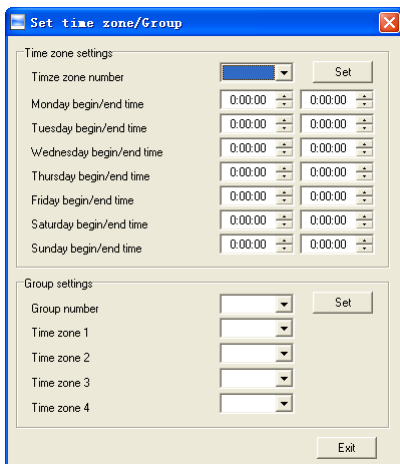 Set time zone/Group
Time zone settings
Timze zone number Set
Monday begin/end time 0:00:00 0:00:00
Tuesday begin/end time 0:00:00 0:00:00
Wednesday begin/end time 0:00:00 0:00:00
Thursday begin/end time 0:00:00 0:00:00
Friday begin/end time 0:00:00 0:00:00
Saturday begin/end time 0:00:00 0:00:00
Sunday begin/end time 0:00:00 0:00:00
Group settings
Group number Set
Time zone 1
Time zone 2
Time zone 3
Time zone 4
Exit